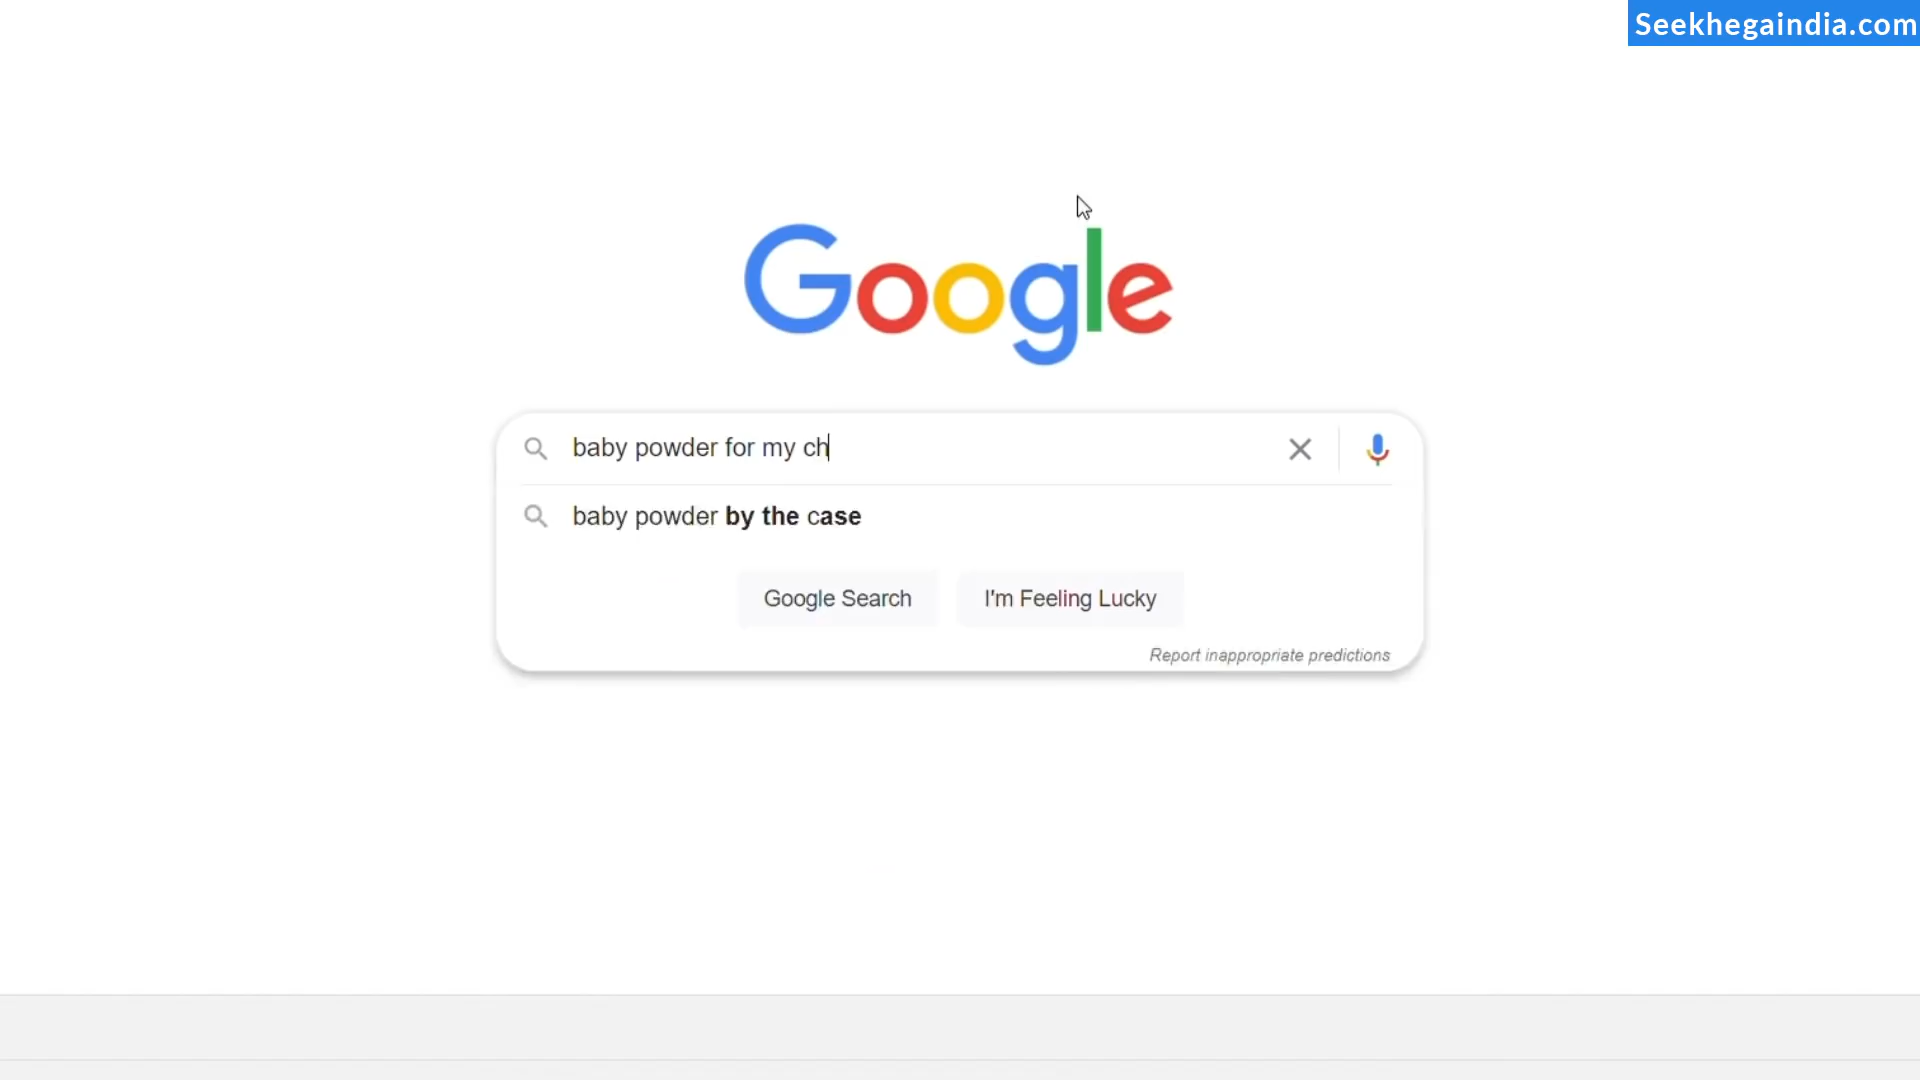 Seekhegaindia.com
Google
baby powder for my ch
baby powder by the case
Google Search
I'm Feeling Lucky
Report inappropriate predictions